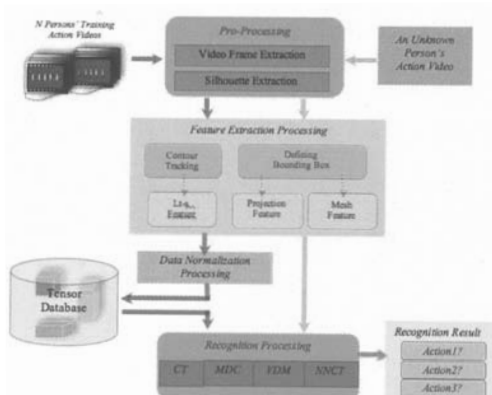 N Persons' Training
Action Videos
Pro-Processing
Video Frame Extraction
Silhouette Extraction
An Unknown
Person's
Action Video
Feature Extraction Processing
Contour
Tracking
Defining
Bounding Box
Feature
Projection
Feature
Mesh
Feature
Data Normalization
Processing
Tensor
Database
Recognition Processing
CT
MDC
NNCT
Recognition Result
Action1?
Action2?
Action3?